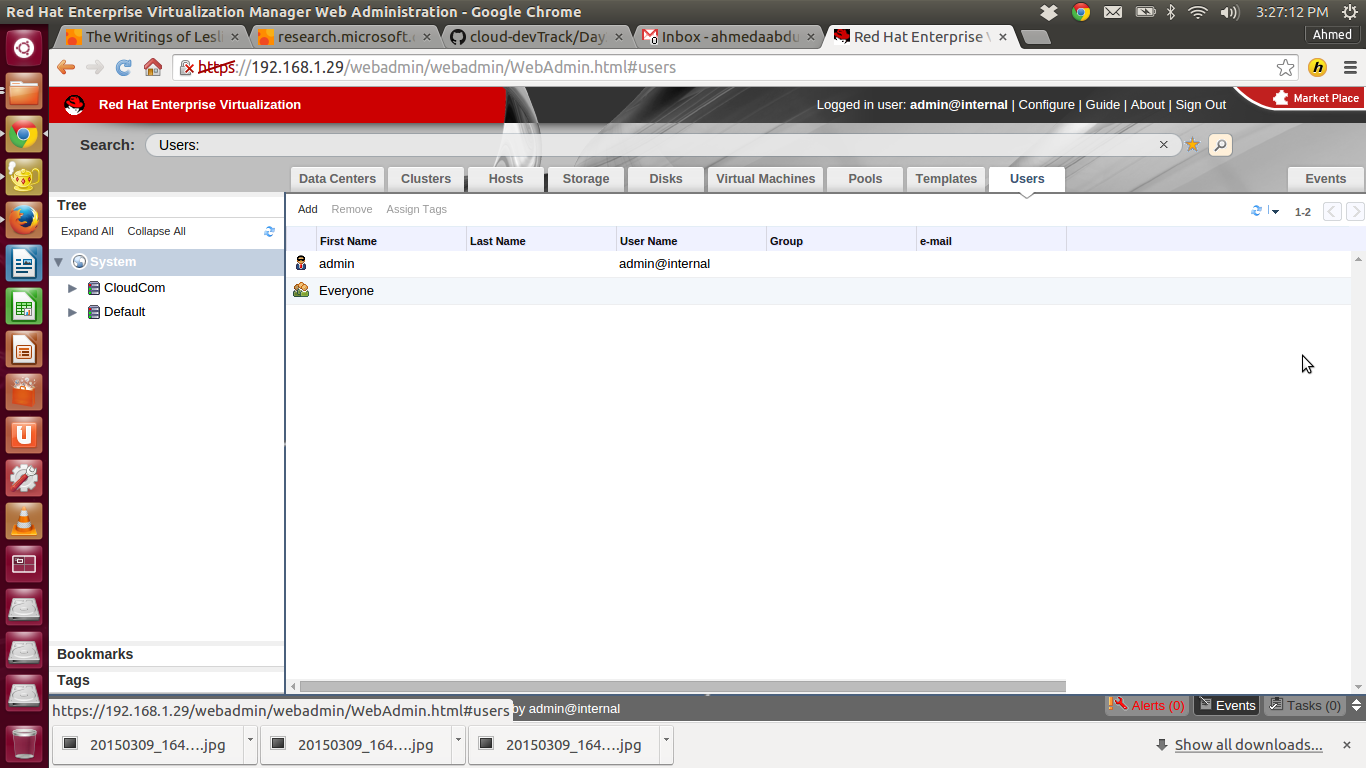 Red Hat Enterprise Virtualization Manager Web Administration - Google Chrome
3:27:12 PM
The Writings of Lesli
research.microsoft.c
cloud-devTrack/Day
Inbox - ahmedaabdu
Red Hat Enterprise V
Ahmed
https://192.168.1.29/webadmin/webadmin/WebAdmin.html#users
h
Red Hat Enterprise Virtualization
Logged in user: admin@internal | Configure | Guide | About | Sign Out
Market Place
Search: Users:
Data Centers
Clusters
Hosts
Storage
Disks
Virtual Machines
Pools
Templates
Users
Events
Tree
Expand All
Collapse All
System
CloudCom
Default
Bookmarks
Tags
Add
Remove
Assign Tags
1-2
First Name
Last Name
User Name
Group
e-mail
admin
admin@internal
Everyone
by admin@internal
Alerts (0)
Events
Tasks (0)
https://192.168.1.29/webadmin/webadmin/WebAdmin.html#users
20150309_164....jpg
20150309_164....jpg
20150309_164....jpg
Show all downloads...